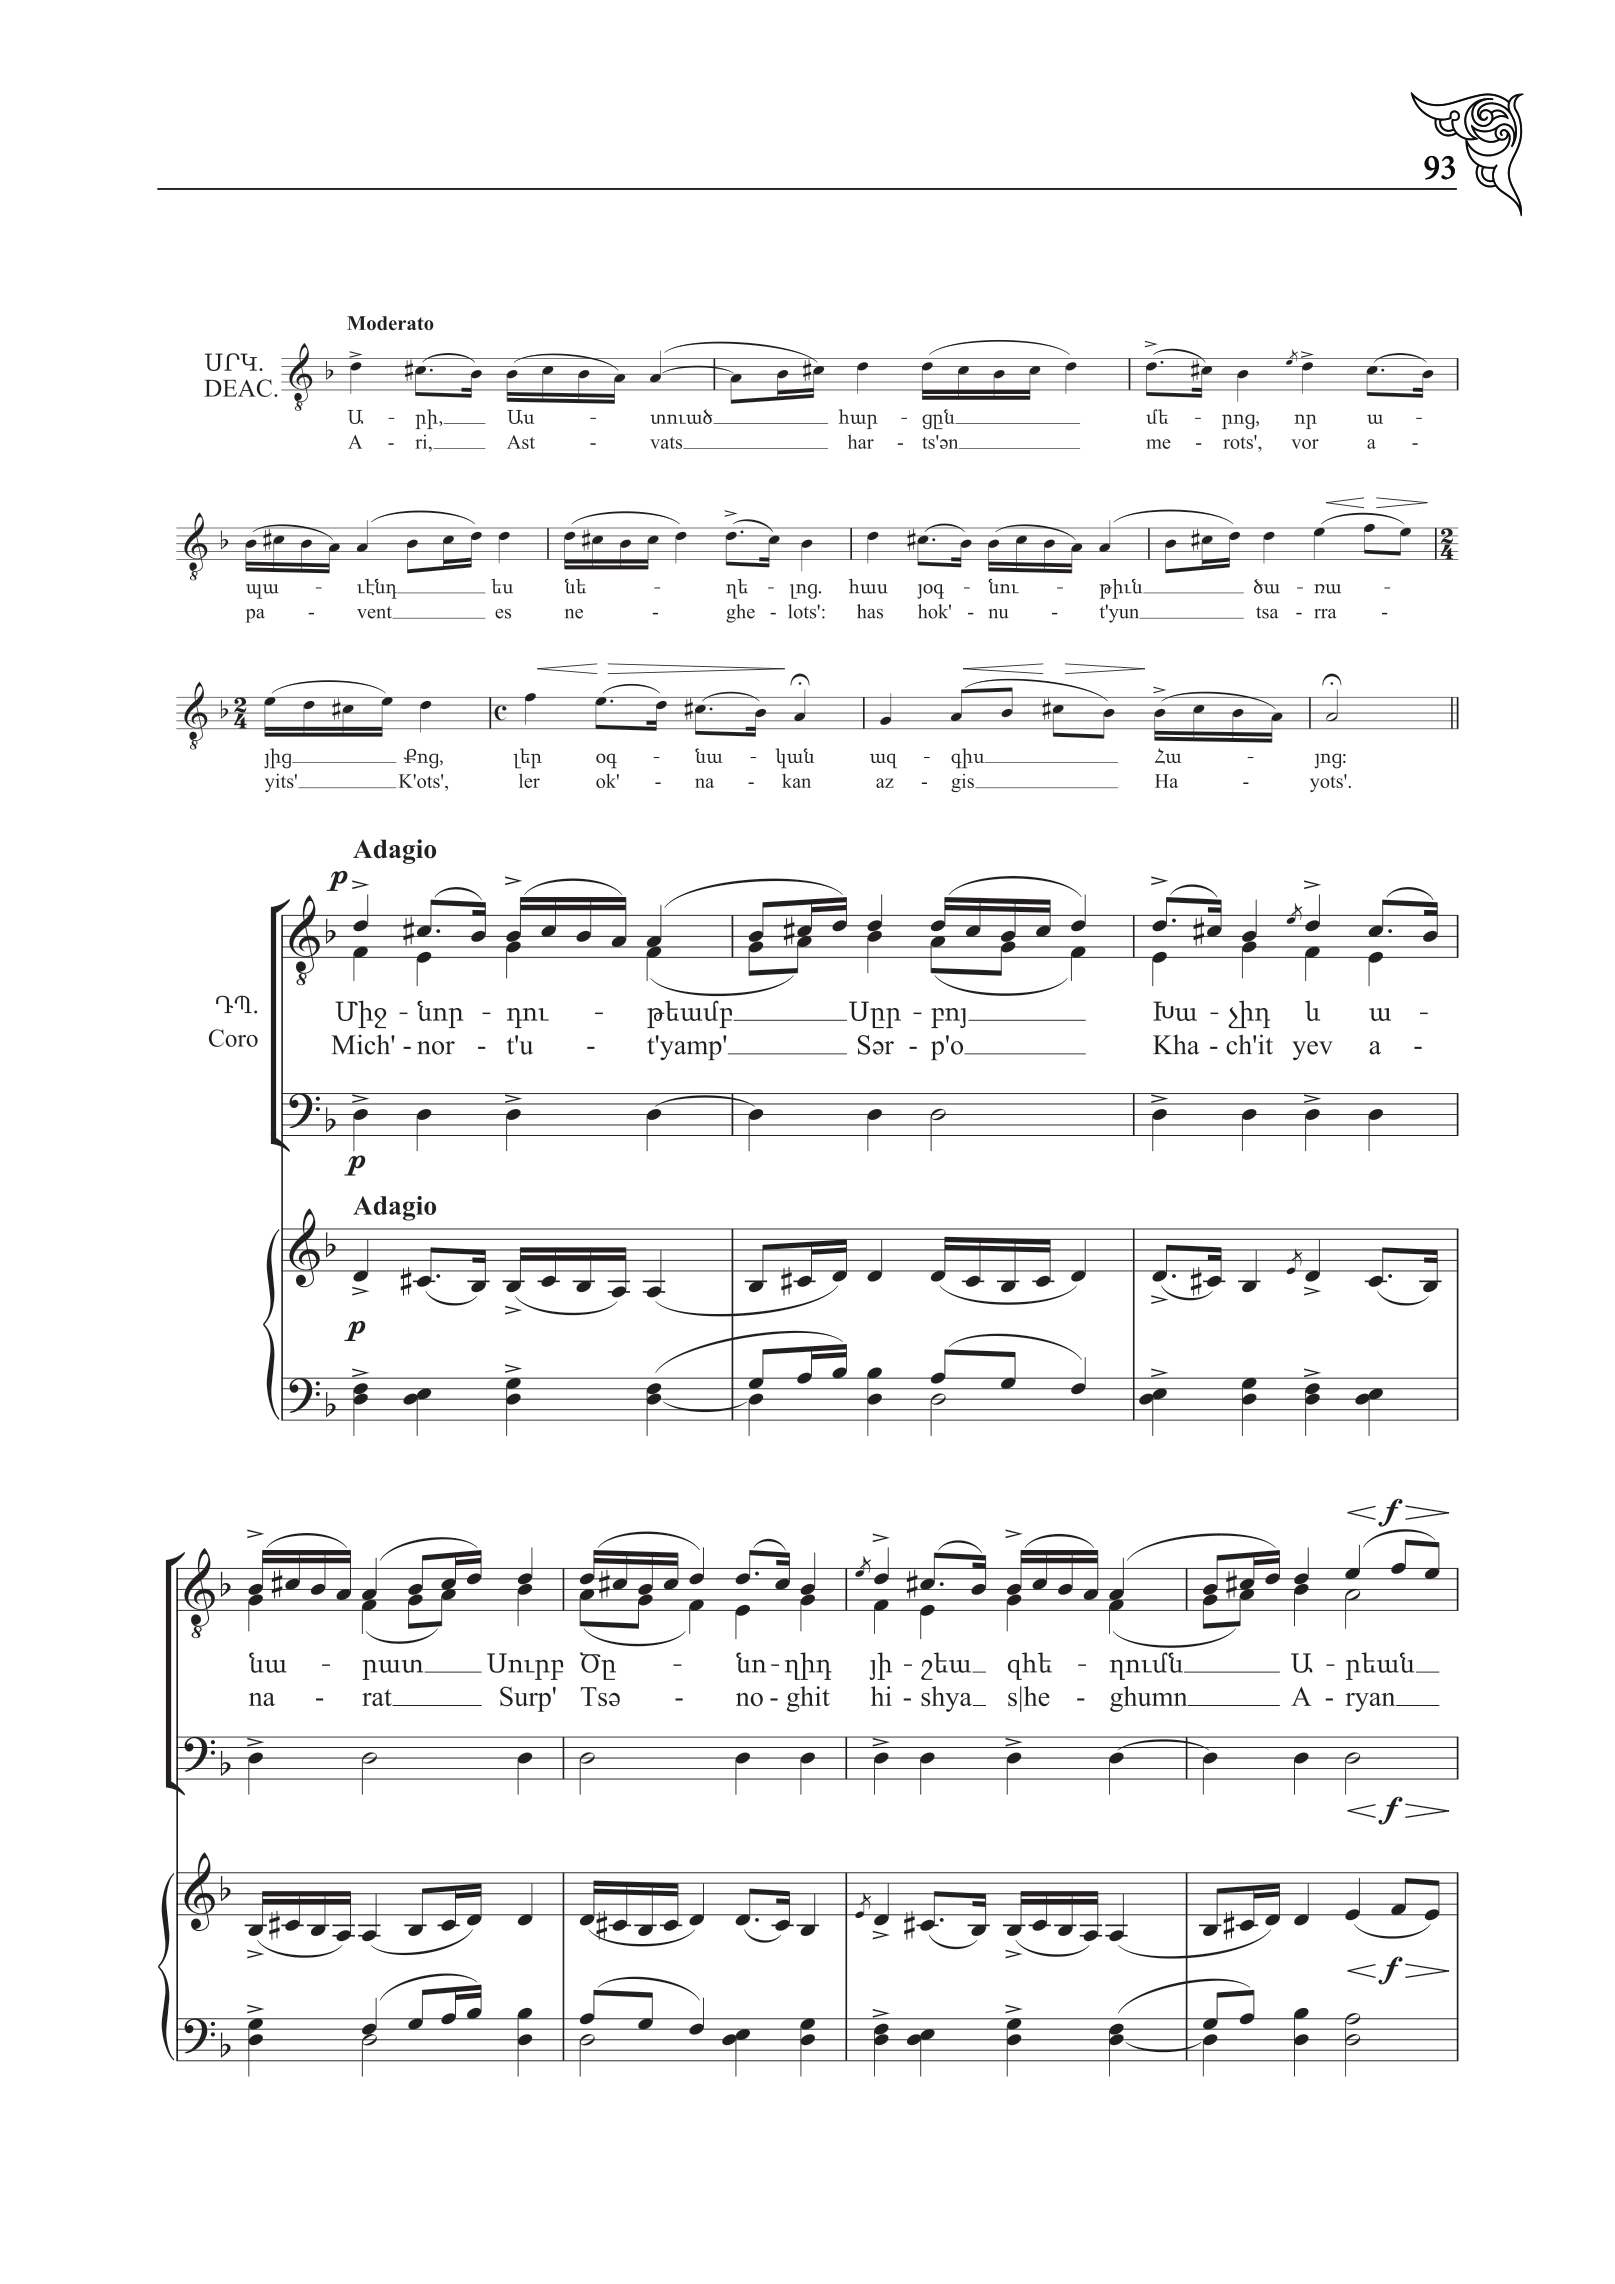 93
Moderato
ՍՐԿ.
DEAC.
Ա - րի, Աս - տուած հար - ցըն մե - րոց, որ ա -
A - ri, Ast - vats har - ts'ən me - rots', vor a -
պա - ւէնդ ես նե - ղե - լոց. հաս յօգ - նու - թիւն ծա - ռա -
pa - vent es ne - ghe - lots': has hok' - nu - t'yun tsa - rra -
յից Քոց, լեր օգ - նա - կան ազ - գիս Հա - յոց:
yits' K'ots', ler ok' - na - kan az - gis Ha - yots'.
Adagio
p
ԴՊ.
Coro
Միջ - նոր - դու - թեամբ Սըր - բոյ Խա - չիդ և ա -
Mich' - nor - t'u - t'yamp' Sər - p'o Kha - ch'it yev a -
p
Adagio
p
f
նա - րատ Սուրբ Ծը - նո - ղիդ յի - շեա զհե - ղումն Ա - րեան
na - rat Surp' Tsə - no - ghit hi - shya s|he - ghumn A - ryan
f
f